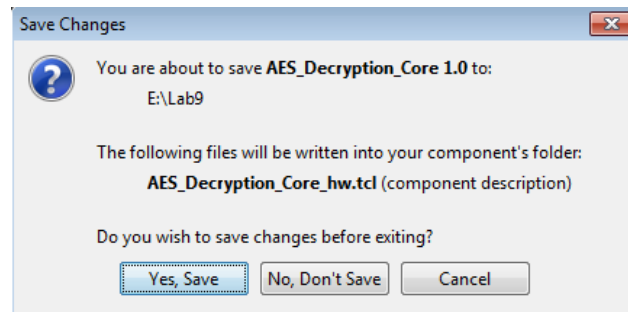 Save Changes
You are about to save AES_Decryption_Core 1.0 to:
E:\Lab9
The following files will be written into your component's folder:
AES_Decryption_Core_hw.tcl (component description)
Do you wish to save changes before exiting?
Yes, Save No, Don't Save Cancel